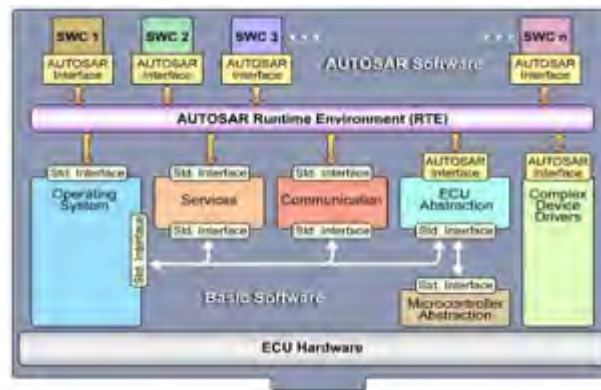 SWC 1
SWC 2
SWC 3
SWC n
AUTOSAR
Interface
AUTOSAR
Interface
AUTOSAR
Interface
AUTOSAR Software
AUTOSAR
Interface
AUTOSAR Runtime Environment (RTE)
Std. Interface
Std. Interface
Std. Interface
AUTOSAR
Interface
AUTOSAR
Interface
Operating
System
Services
Communication
ECU
Abstraction
Complex
Device
Drivers
Std. Interface
Std. Interface
Std. Interface
Std. Interface
Basic Software
Std. Interface
Microcontroller
Abstraction
ECU Hardware